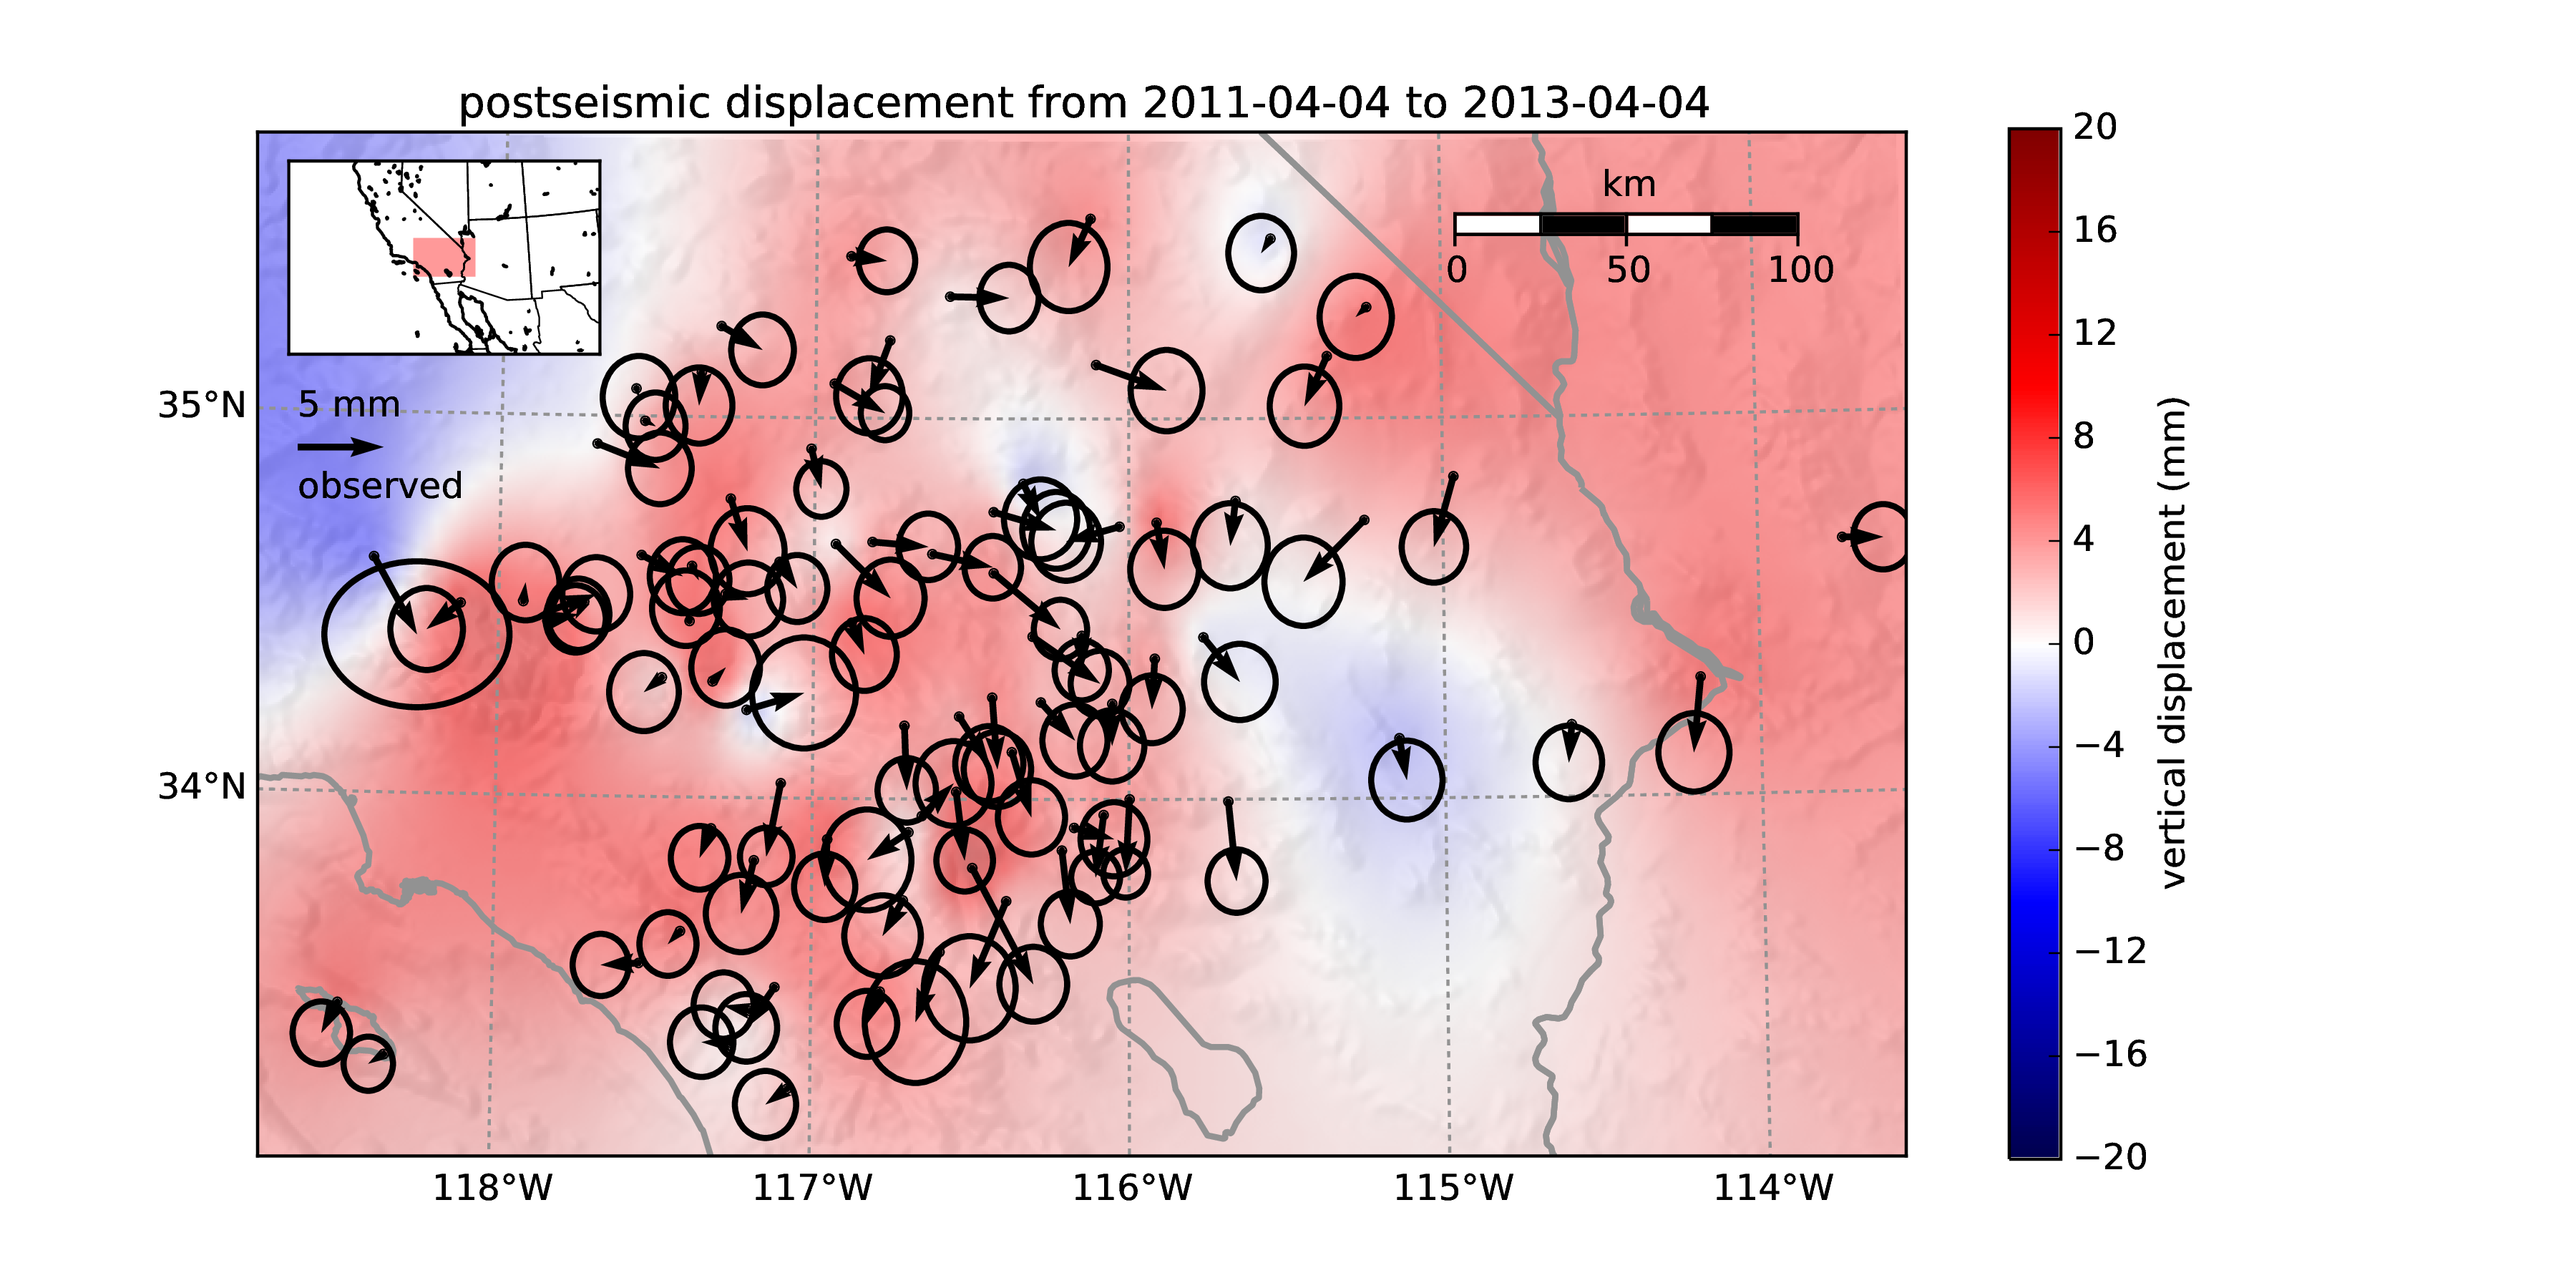 postseismic displacement from 2011-04-04 to 2013-04-04
km
0 50 100
35°N
34°N
5 mm
observed
118°W 117°W 116°W 115°W 114°W
20
16
12
8
4
0
−4
−8
−12
−16
−20
vertical displacement (mm)